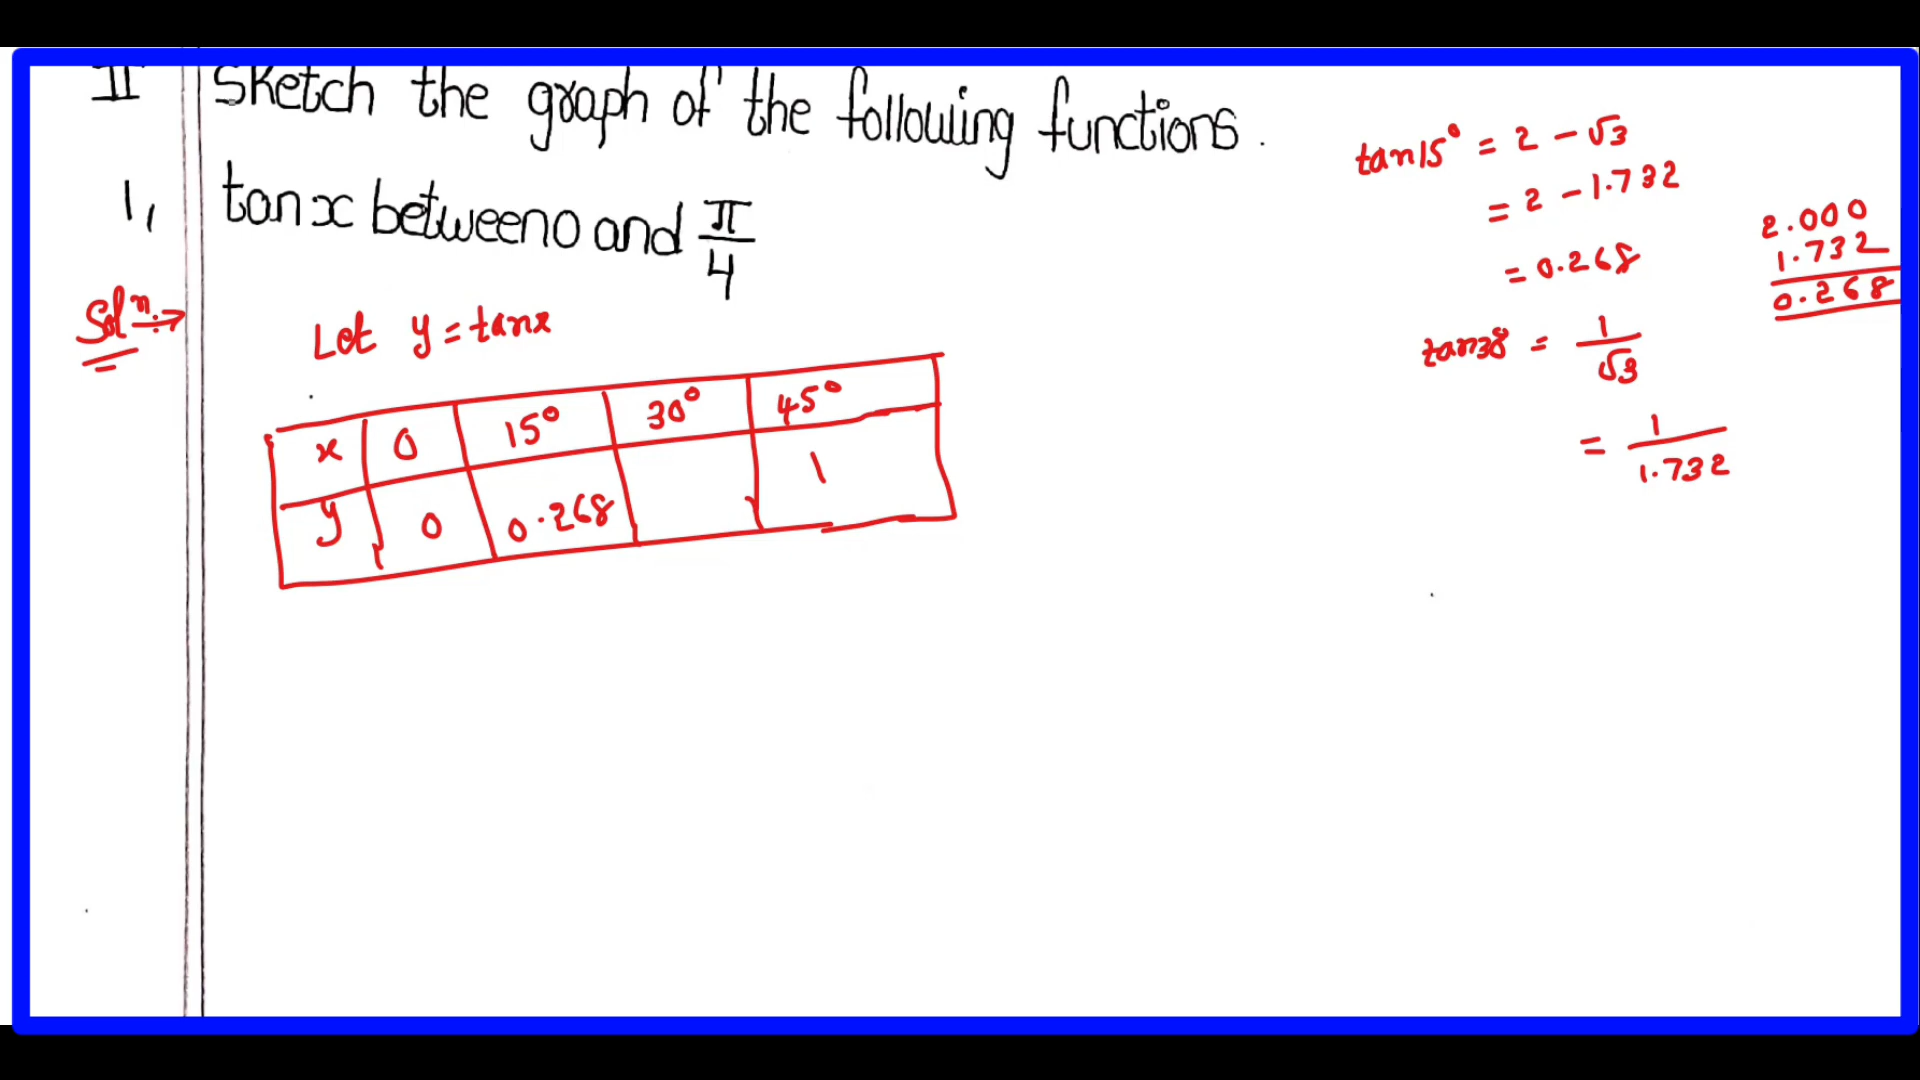 II Sketch the graph of the following functions.
1, tan x between 0 and π/4
Solⁿ:→ Let y = tanx
x | 0 | 15° | 30° | 45°
y | 0 | 0.268 | | 1
tan15° = 2 - √3
= 2 - 1.732
= 0.268
2.000
1.732
0.268
tan30 = 1/√3
= 1/1.732